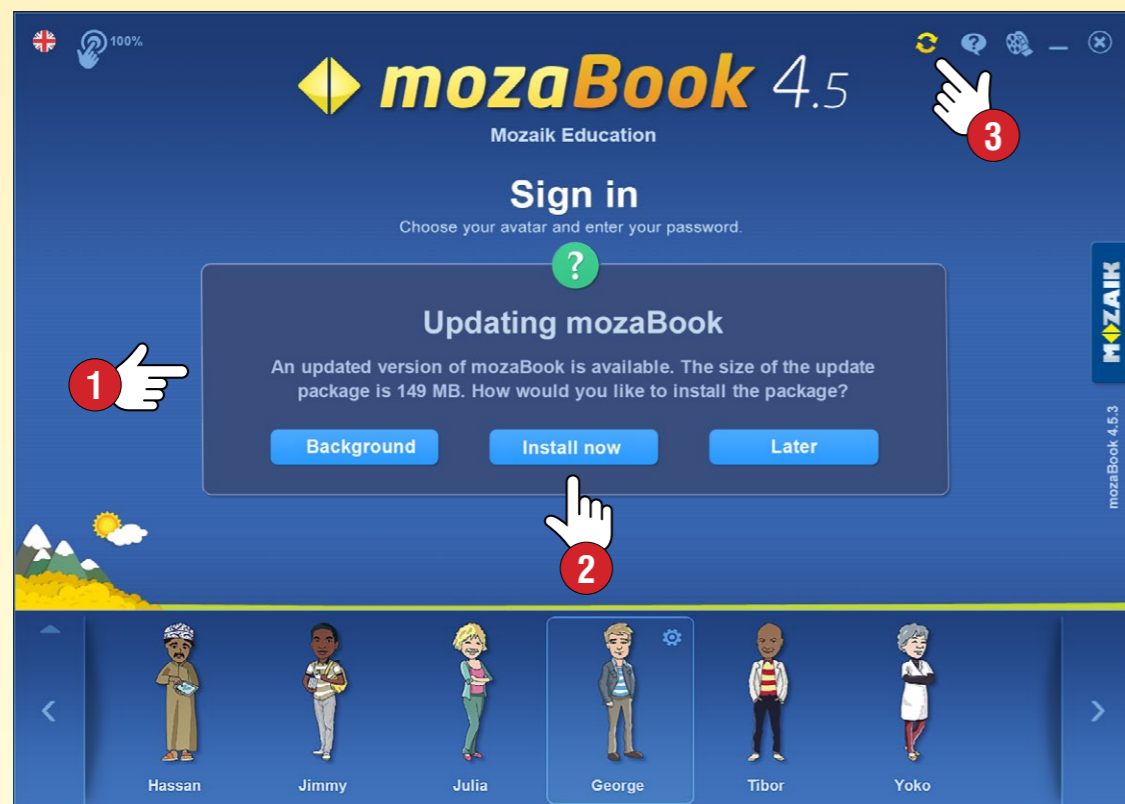 100%
mozaBook 4.5
Mozaik Education
3
Sign in
Choose your avatar and enter your password.
?
Updating mozaBook
An updated version of mozaBook is available. The size of the update
package is 149 MB. How would you like to install the package?
1
Background
Install now
Later
2
MOZAIK
mozaBook 4.5.3
Hassan
Jimmy
Julia
George
Tibor
Yoko